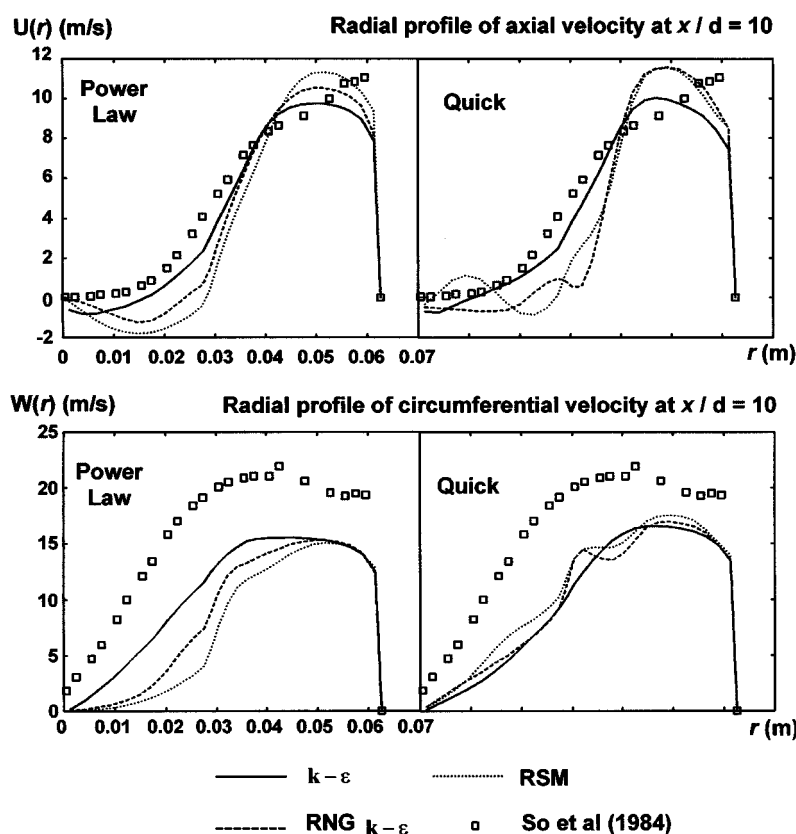 U(r) (m/s) Radial profile of axial velocity at x / d = 10
12
10
8
6
4
2
0
-2
Power
Law
Quick
0 0.01 0.02 0.03 0.04 0.05 0.06 0.07 r (m)
W(r) (m/s) Radial profile of circumferential velocity at x / d = 10
25
20
15
10
5
0
Power
Law
Quick
0 0.01 0.02 0.03 0.04 0.05 0.06 0.07 r (m)
k – ε RSM
RNG k – ε So et al (1984)